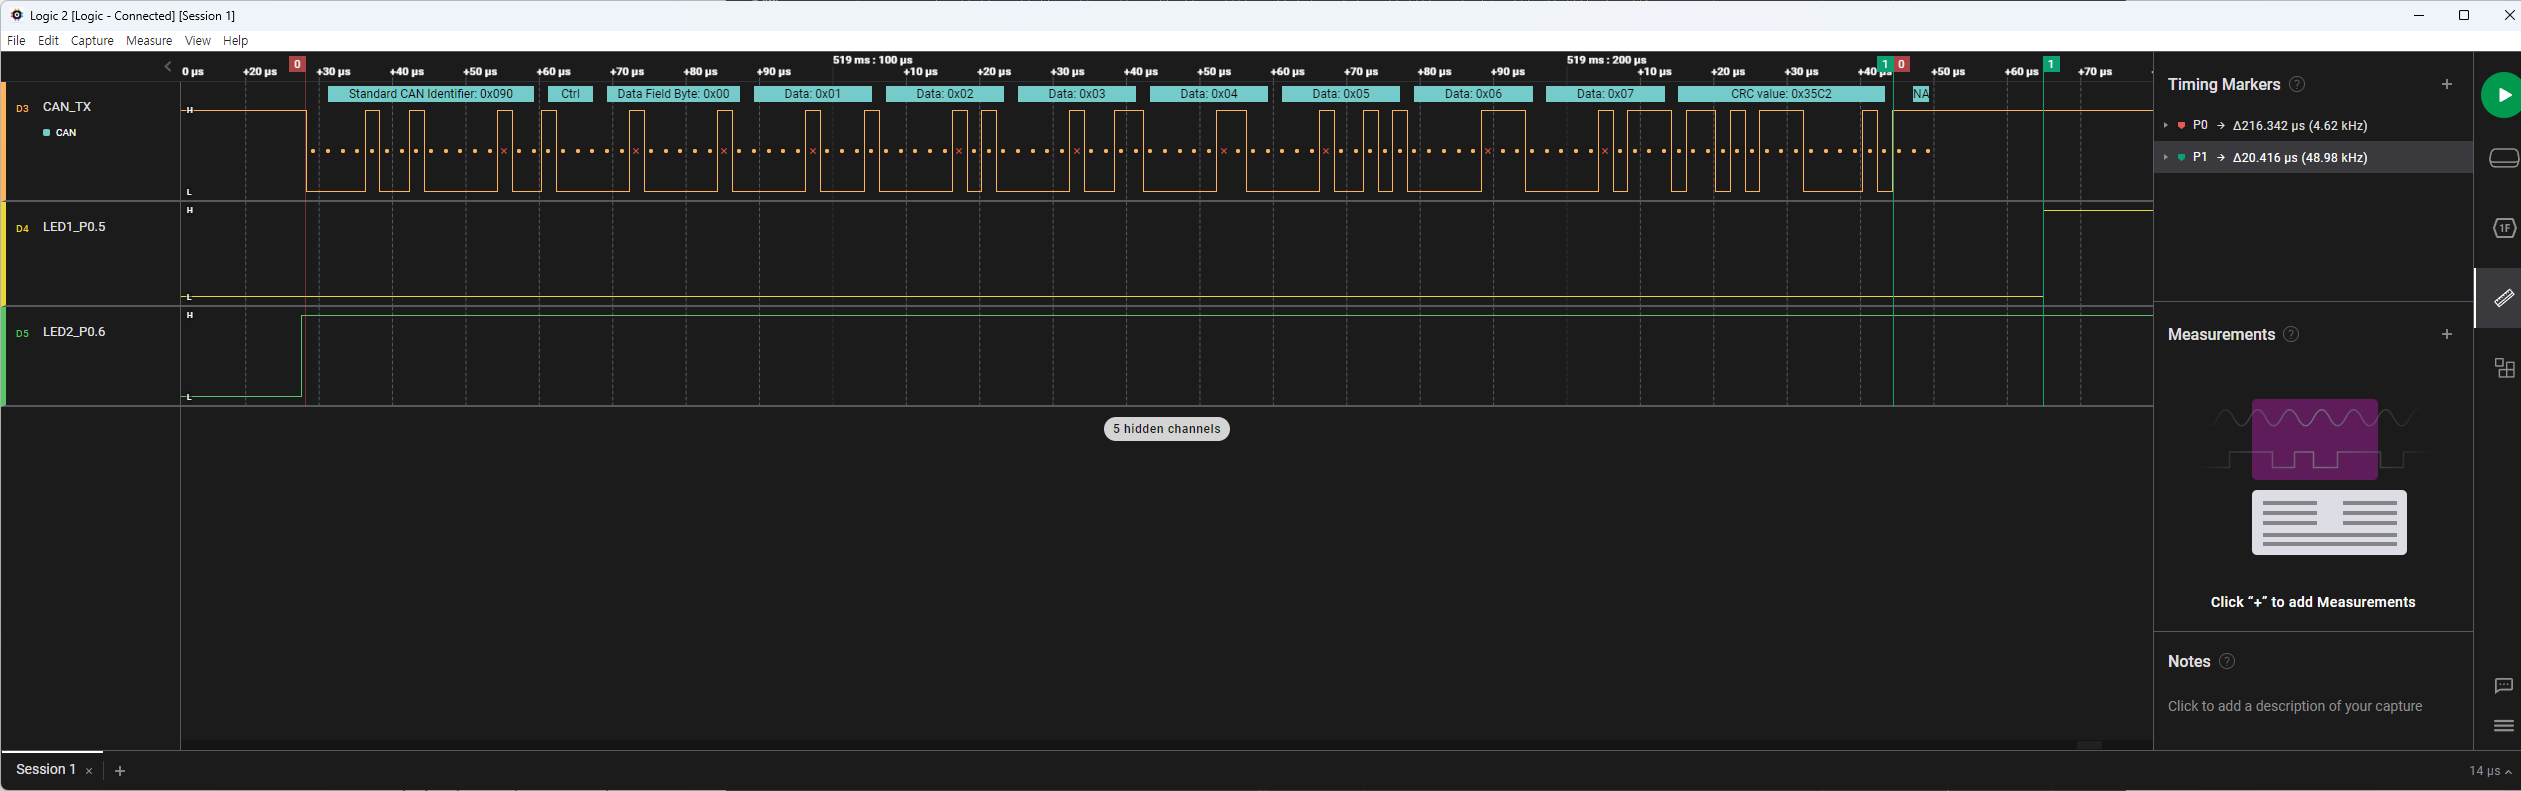 Logic 2 [Logic - Connected] [Session 1]
File Edit Capture Measure View Help
0 µs +20 µs 0 +30 µs +40 µs +50 µs +60 µs +70 µs +80 µs +90 µs 519 ms : 100 µs +10 µs +20 µs +30 µs +40 µs +50 µs +60 µs +70 µs +80 µs +90 µs 519 ms : 200 µs +10 µs +20 µs +30 µs +40 µs 1 0 +50 µs +60 µs 1 +70 µs
D3 CAN_TX
CAN
H
L
Standard CAN Identifier: 0x090 Ctrl Data Field Byte: 0x00 Data: 0x01 Data: 0x02 Data: 0x03 Data: 0x04 Data: 0x05 Data: 0x06 Data: 0x07 CRC value: 0x35C2 NA
D4 LED1_P0.5
H
L
D5 LED2_P0.6
H
L
5 hidden channels
Timing Markers ? +
P0 → Δ216.342 µs (4.62 kHz)
P1 → Δ20.416 µs (48.98 kHz)
Measurements ? +
Click “+” to add Measurements
Notes ?
Click to add a description of your capture
1F
Session 1 × +
14 µs